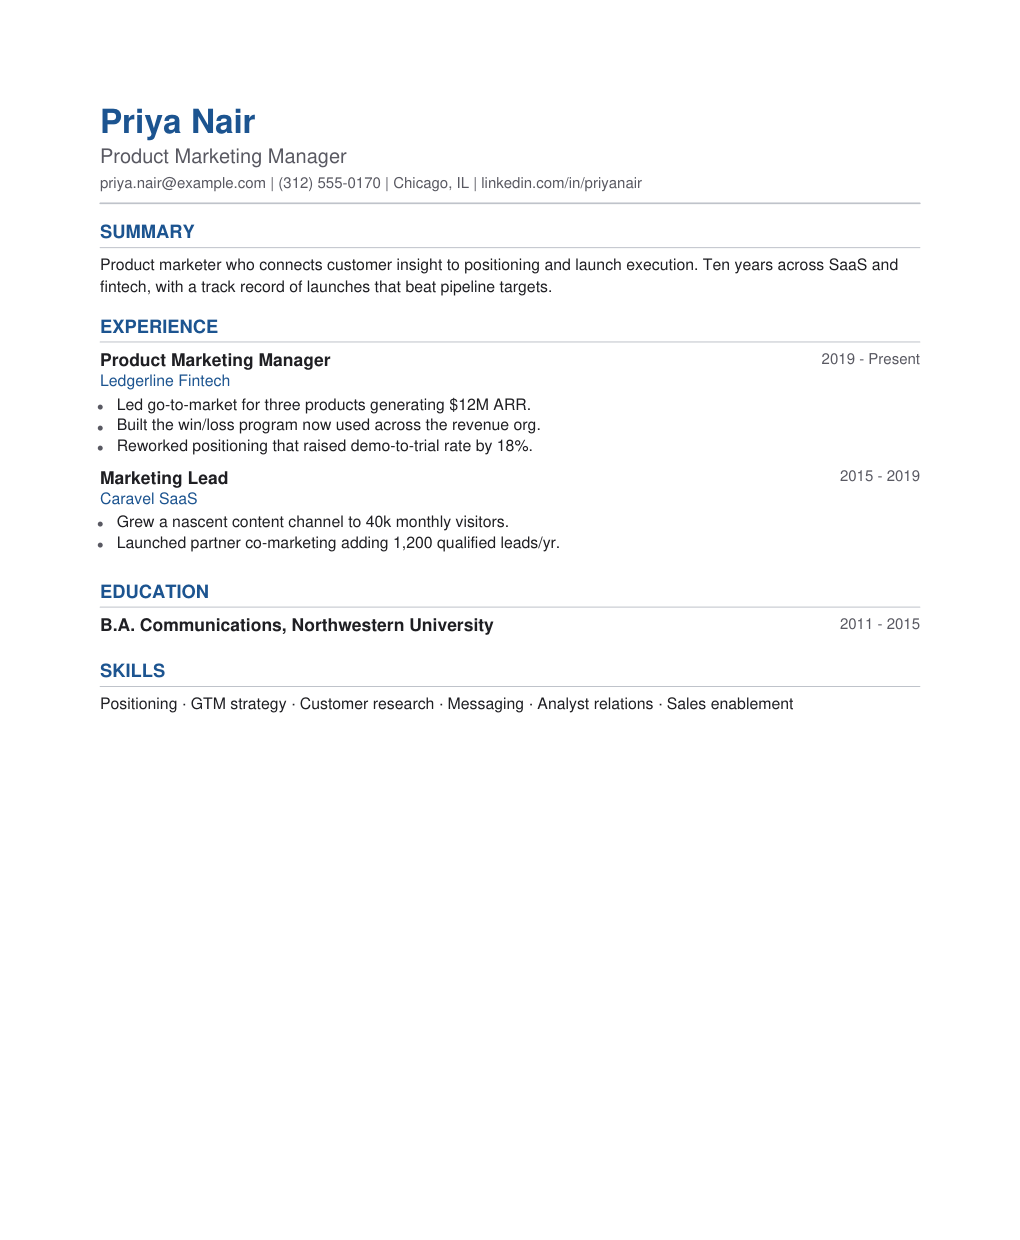 Priya Nair
Product Marketing Manager
priya.nair@example.com | (312) 555-0170 | Chicago, IL | linkedin.com/in/priyanair
SUMMARY
Product marketer who connects customer insight to positioning and launch execution. Ten years across SaaS and
fintech, with a track record of launches that beat pipeline targets.
EXPERIENCE
Product Marketing Manager 2019 - Present
Ledgerline Fintech
• Led go-to-market for three products generating $12M ARR.
• Built the win/loss program now used across the revenue org.
• Reworked positioning that raised demo-to-trial rate by 18%.
Marketing Lead 2015 - 2019
Caravel SaaS
• Grew a nascent content channel to 40k monthly visitors.
• Launched partner co-marketing adding 1,200 qualified leads/yr.
EDUCATION
B.A. Communications, Northwestern University 2011 - 2015
SKILLS
Positioning · GTM strategy · Customer research · Messaging · Analyst relations · Sales enablement